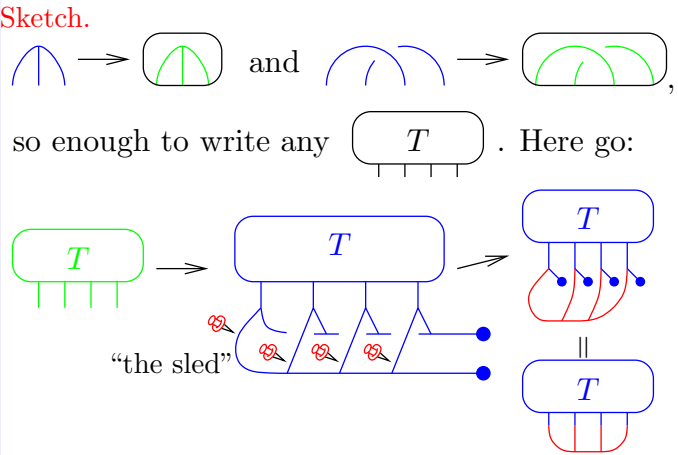 Sketch.
and ,
so enough to write any T . Here go:
T T T
“the sled”
T